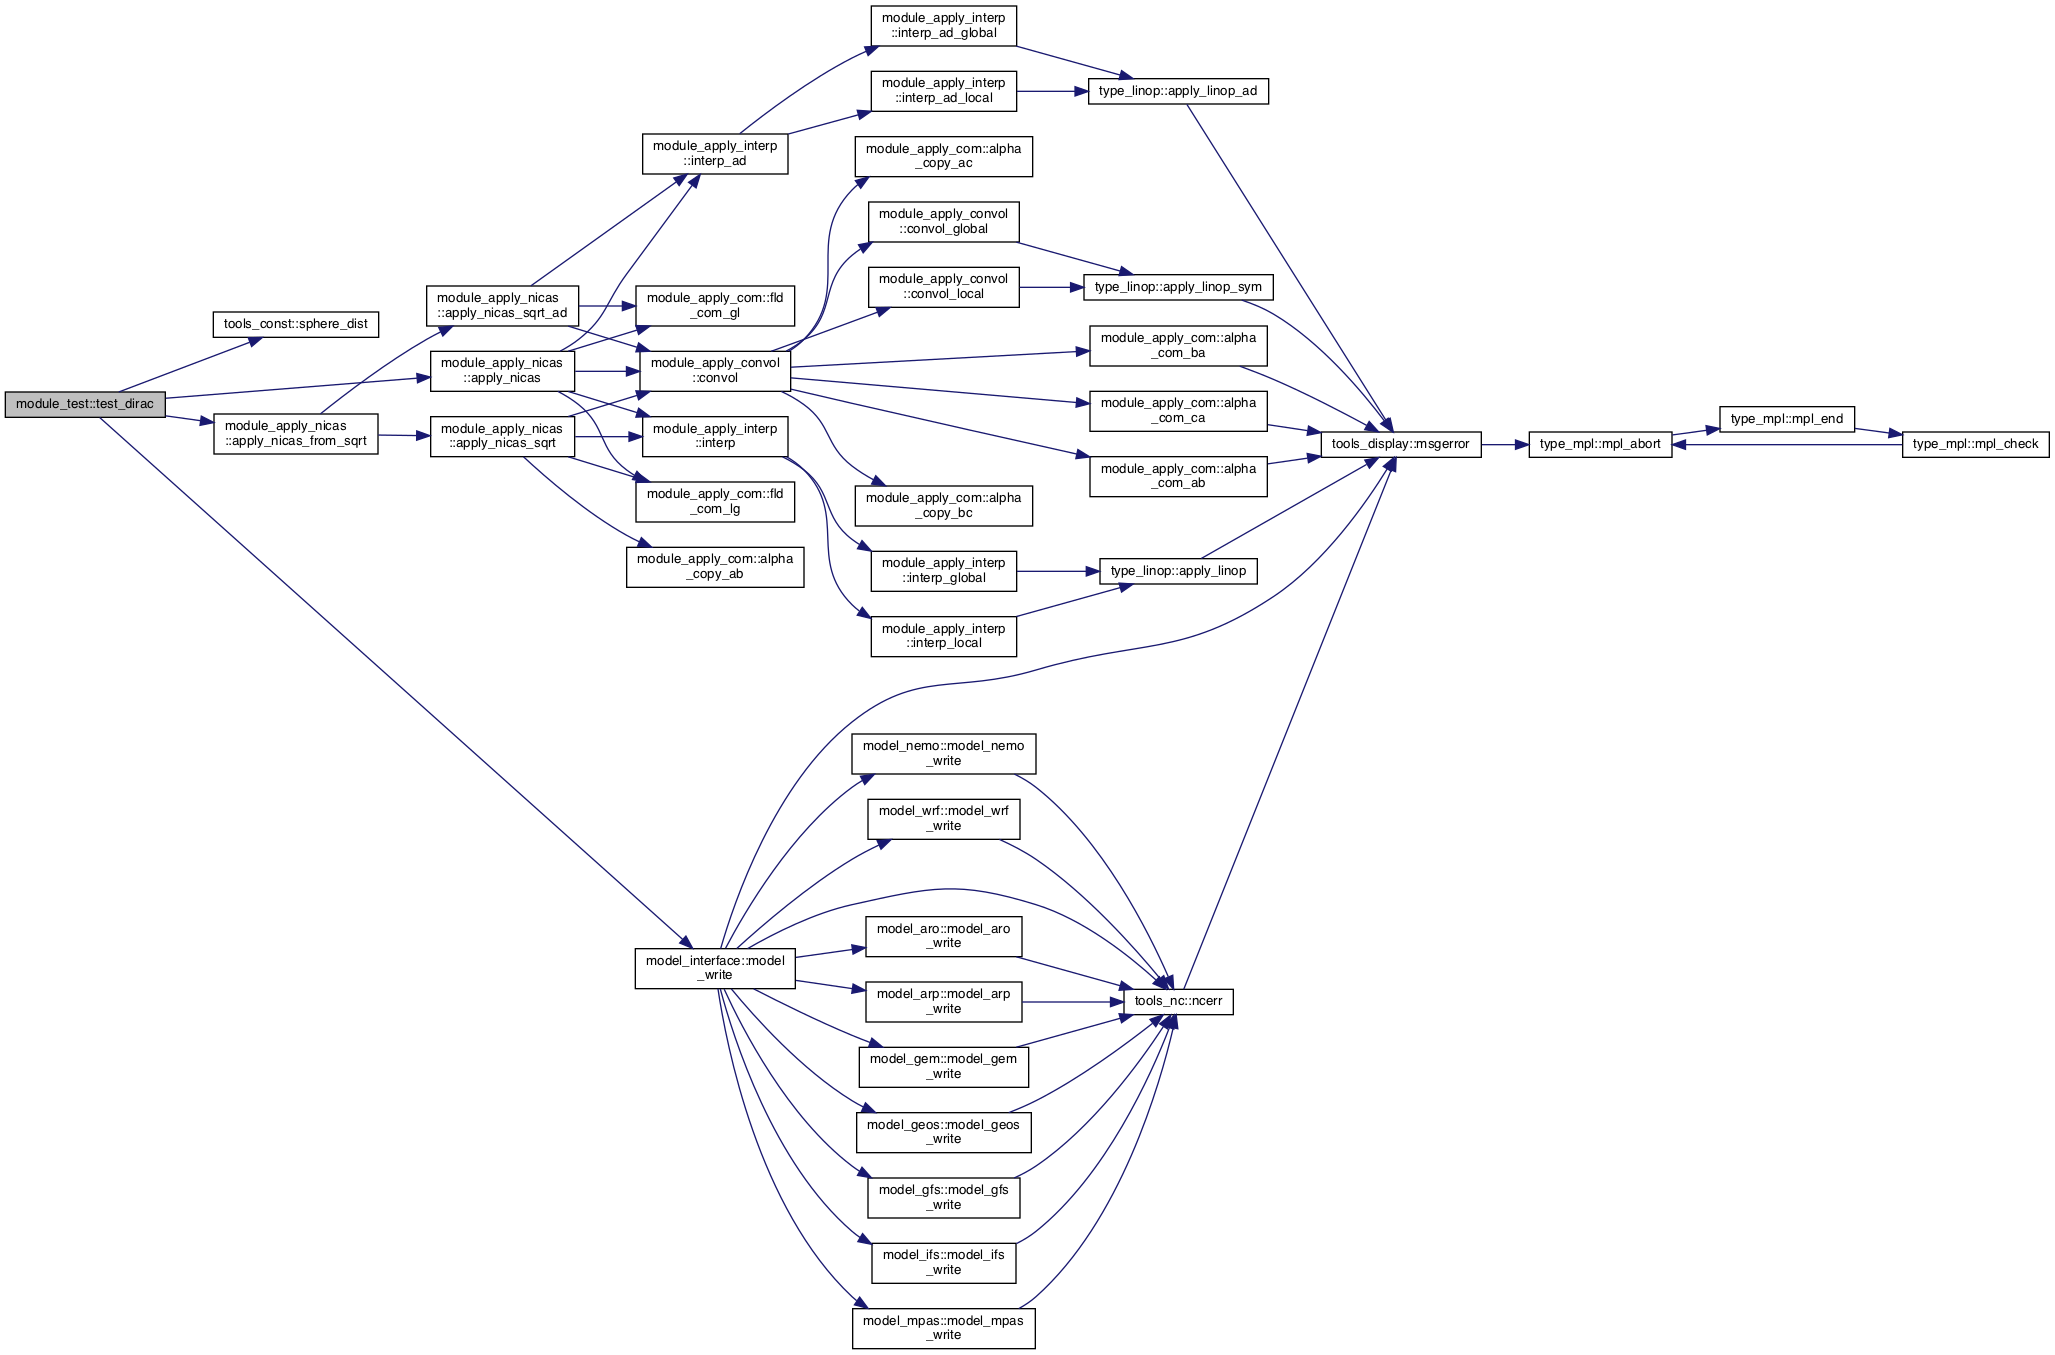 module_apply_interp
::interp_ad_global
module_apply_interp
::interp_ad_local
type_linop::apply_linop_ad
module_apply_interp
::interp_ad
module_apply_com::alpha
_copy_ac
module_apply_convol
::convol_global
module_apply_convol
::convol_local
type_linop::apply_linop_sym
module_apply_nicas
::apply_nicas_sqrt_ad
module_apply_com::fld
_com_gl
tools_const::sphere_dist
module_apply_com::alpha
_com_ba
module_apply_nicas
::apply_nicas
module_apply_convol
::convol
module_test::test_dirac
module_apply_com::alpha
_com_ca
module_apply_nicas
::apply_nicas_from_sqrt
module_apply_nicas
::apply_nicas_sqrt
module_apply_interp
::interp
tools_display::msgerror
type_mpl::mpl_abort
type_mpl::mpl_end
type_mpl::mpl_check
module_apply_com::alpha
_com_ab
module_apply_com::fld
_com_lg
module_apply_com::alpha
_copy_bc
module_apply_com::alpha
_copy_ab
module_apply_interp
::interp_global
type_linop::apply_linop
module_apply_interp
::interp_local
model_nemo::model_nemo
_write
model_wrf::model_wrf
_write
model_aro::model_aro
_write
model_interface::model
_write
model_arp::model_arp
_write
tools_nc::ncerr
model_gem::model_gem
_write
model_geos::model_geos
_write
model_gfs::model_gfs
_write
model_ifs::model_ifs
_write
model_mpas::model_mpas
_write